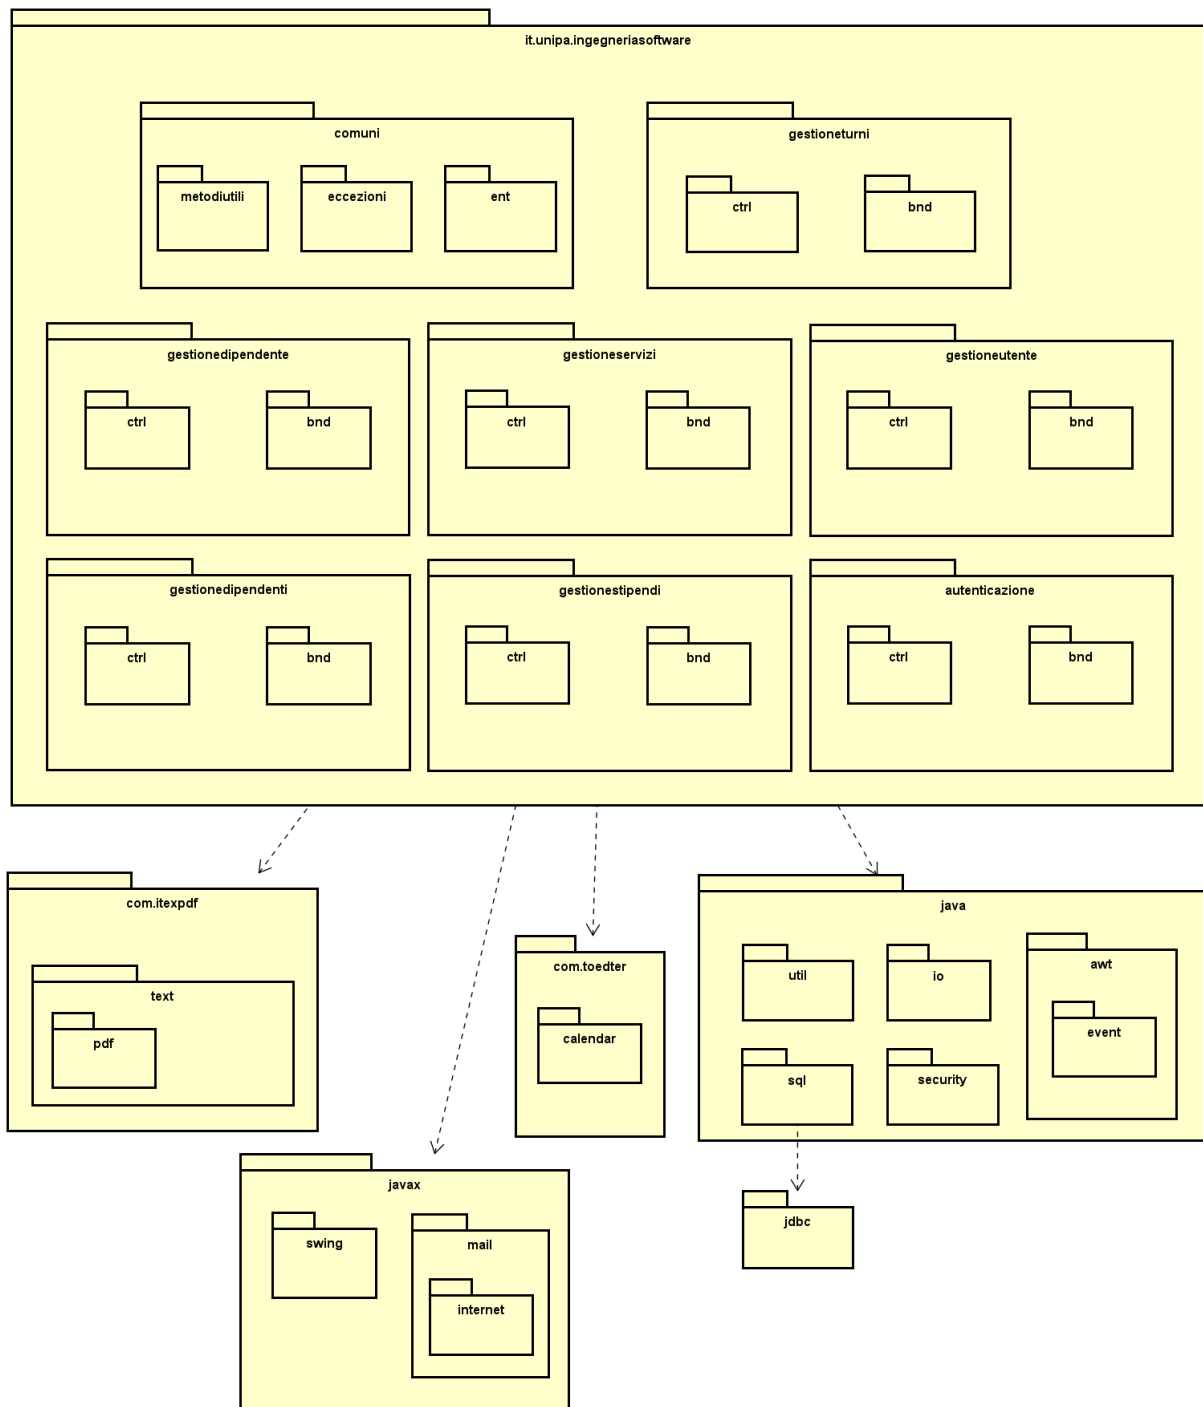 it.unipa.ingegneriasoftware
comuni
metodiutili
eccezioni
ent
gestioneturni
ctrl
bnd
gestionedipendente
ctrl
bnd
gestioneservizi
ctrl
bnd
gestioneutente
ctrl
bnd
gestionedipendenti
ctrl
bnd
gestionestipendi
ctrl
bnd
autenticazione
ctrl
bnd
com.itexpdf
text
pdf
com.toedter
calendar
java
util
io
awt
event
sql
security
javax
swing
mail
internet
jdbc